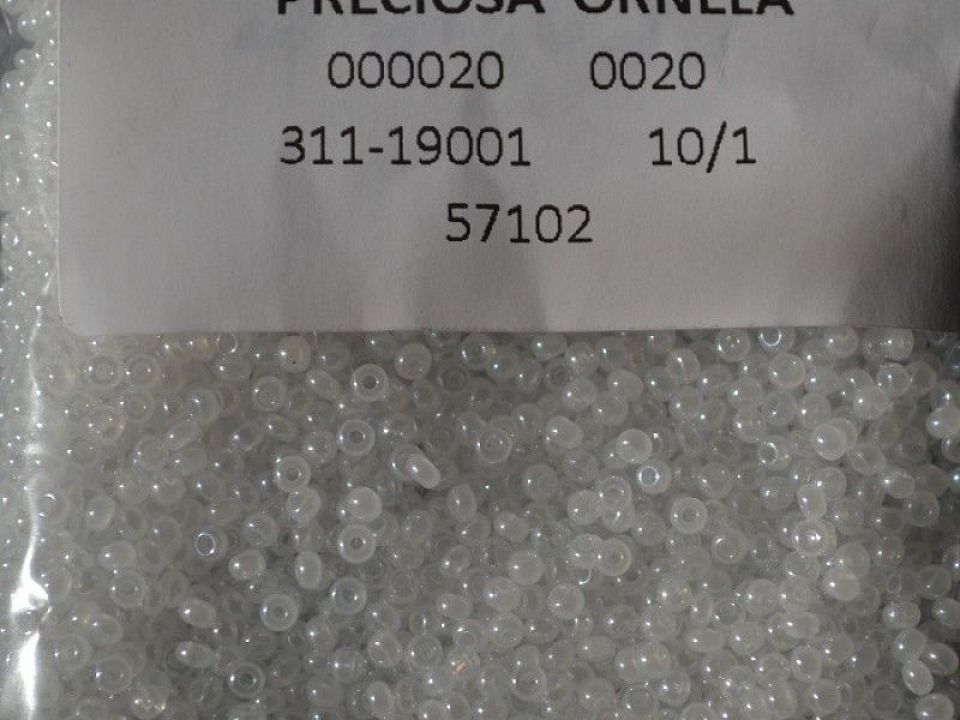 PRECIOSA ORNELA
000020 0020
311-19001 10/1
57102